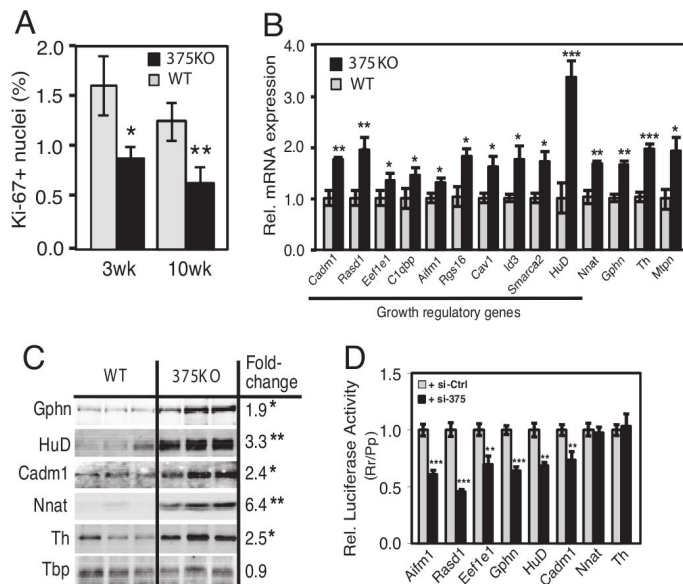 A
375KO
WT
Ki-67+ nuclei (%)
2.0
1.5
1.0
0.5
0.0
*
**
3wk
10wk
B
375KO
WT
Rel. mRNA expression
4.0
3.0
2.0
1.0
0.0
** ** * * * * * * * *** ** ** *** *
Cadm1 Rasd1 Eef1e1 C1qbp Aifm1 Rgs16 Cav1 Id3 Smarca2 HuD Nnat Gphn Th Mtpn
Growth regulatory genes
C
WT 375KO Fold-
change
Gphn 1.9*
HuD 3.3**
Cadm1 2.4*
Nnat 6.4**
Th 2.5*
Tbp 0.9
D
+ si-Ctrl
+ si-375
Rel. Luciferase Activity
(Rr/Pp)
1.5
1.0
0.5
0.0
*** *** ** *** ** **
Aifm1 Rasd1 Eef1e1 Gphn HuD Cadm1 Nnat Th